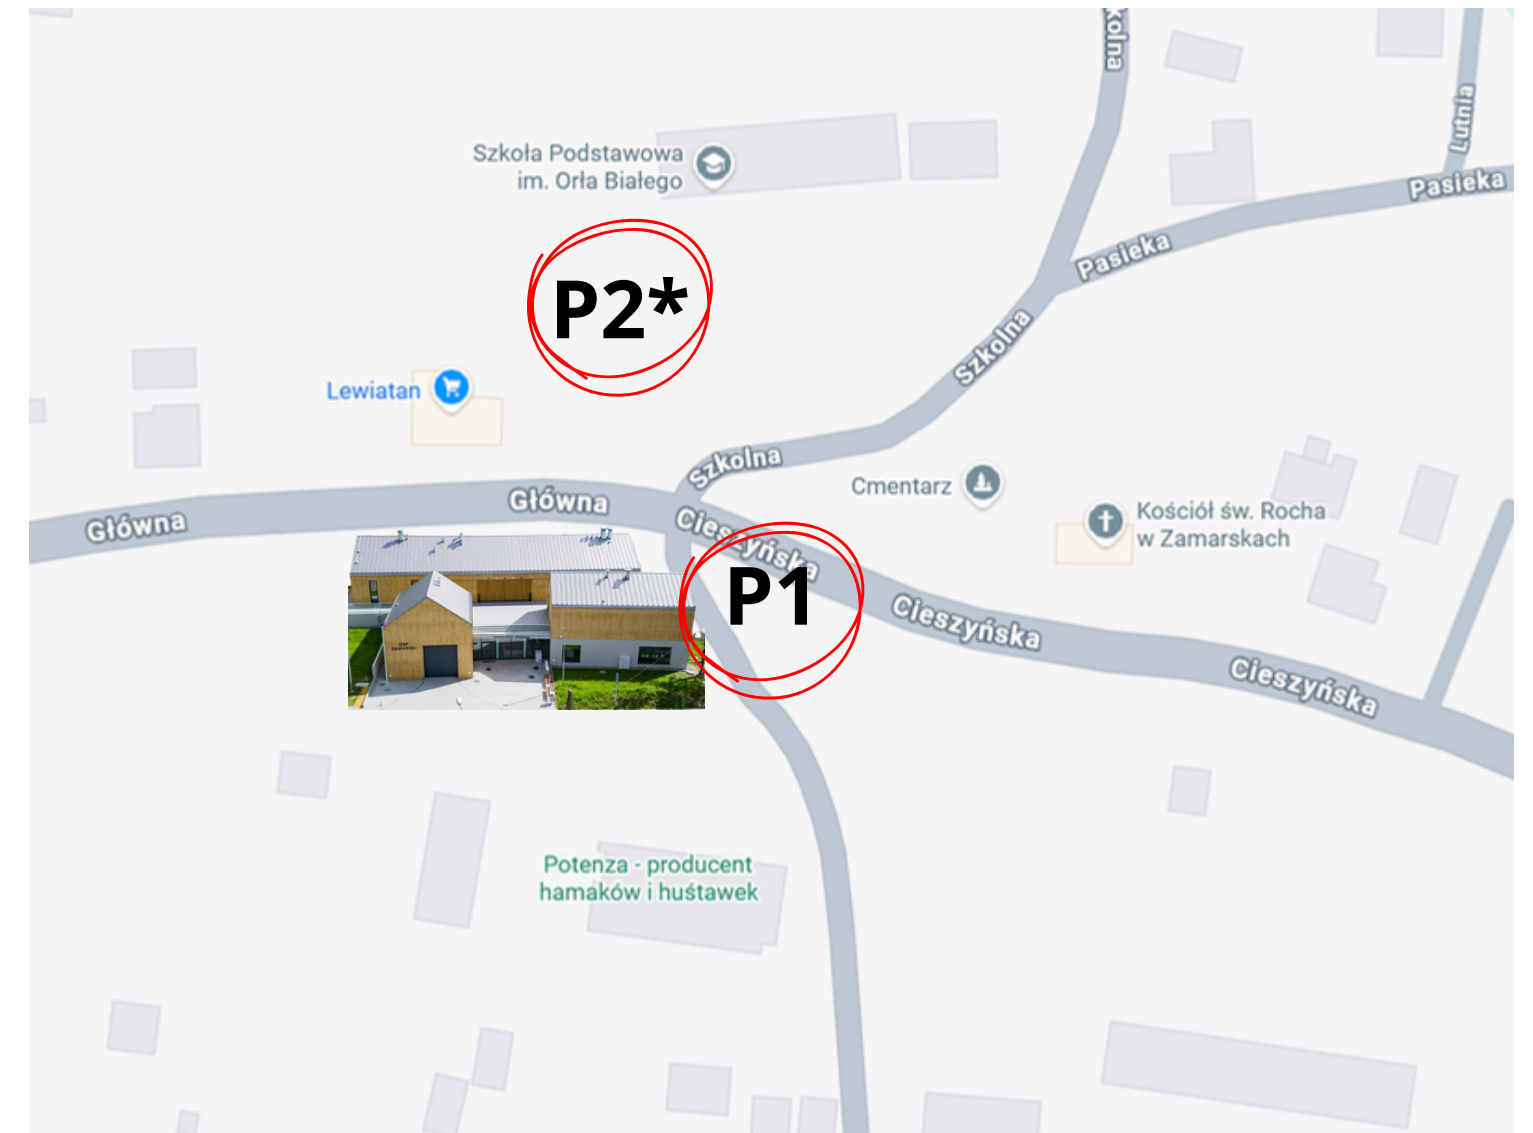 kolna
Lutnia
Szkoła Podstawowa
im. Orła Białego
Pasieka
Pasieka
P2*
Szkolna
Lewiatan
Szkolna
Główna
Główna
Cmentarz
Kościół św. Rocha
w Zamarskach
Cieszyńska
P1
Cieszyńska
Cieszyńska
Potenza - producent
hamaków i huśtawek